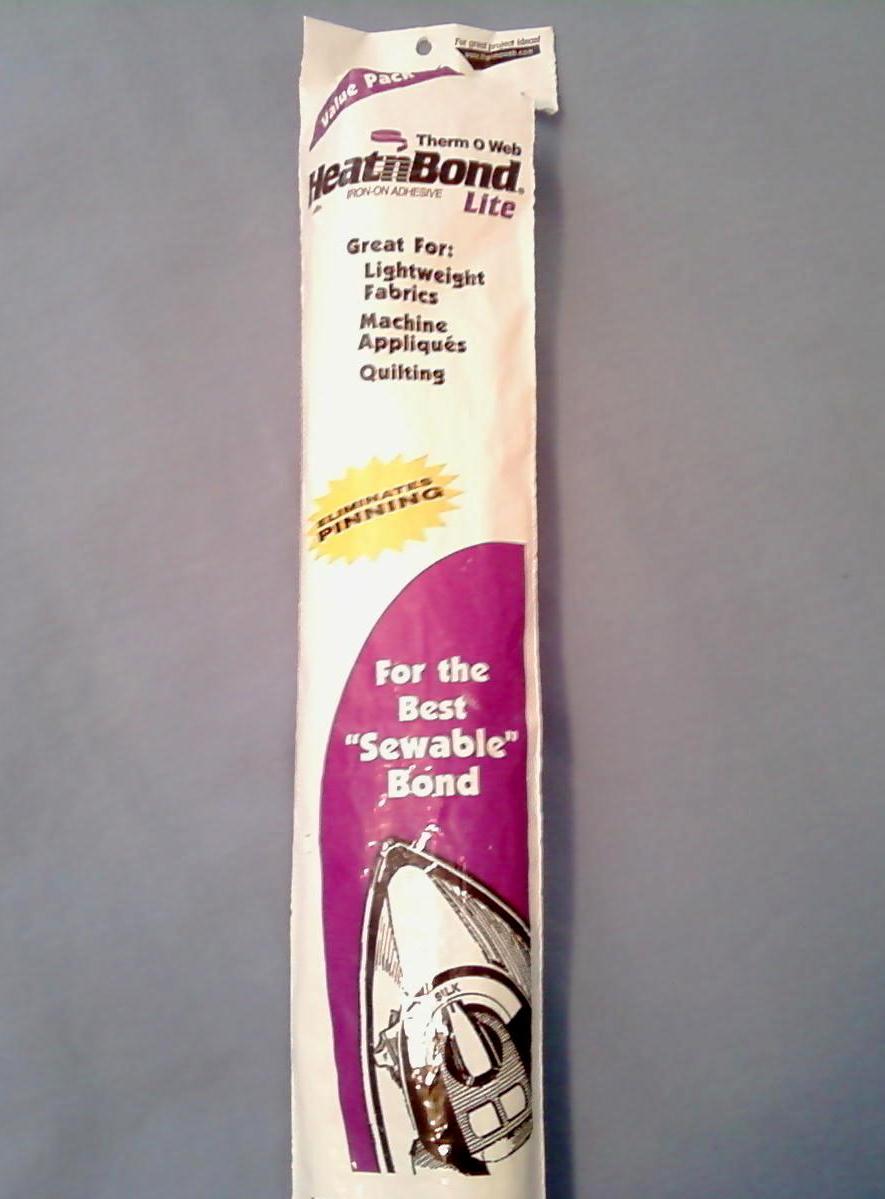 For great project ideas!
Value Pack
Therm O Web
HeatnBond®
IRON-ON ADHESIVE
Lite
Great For:
Lightweight
Fabrics
Machine
Appliqués
Quilting
ELIMINATES
PINNING
For the
Best
“Sewable”
Bond
SILK